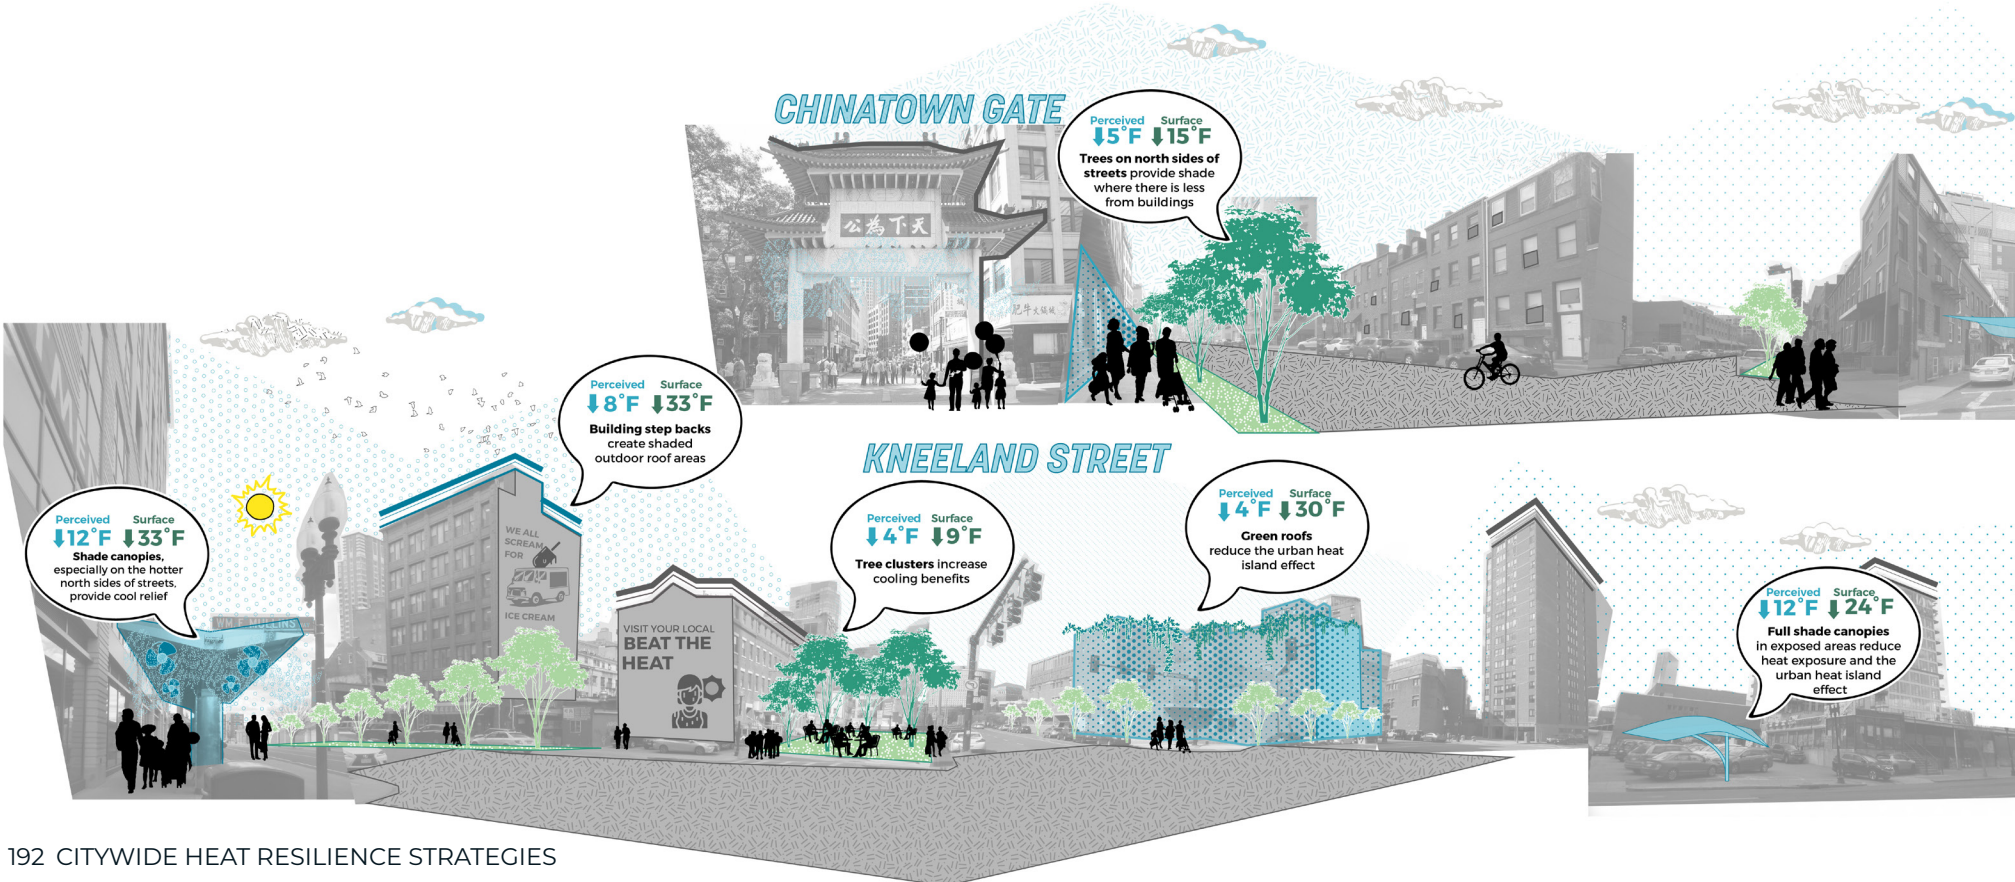 CHINATOWN GATE
Perceived Surface
5°F 15°F
Trees on north sides of
streets provide shade
where there is less
from buildings
公為下天
Perceived Surface
8°F 33°F
Building step backs
create shaded
outdoor roof areas
KNEELAND STREET
Perceived Surface
12°F 33°F
Shade canopies,
especially on the hotter
north sides of streets,
provide cool relief
WE ALL
SCREAM
FOR
ICE CREAM
VISIT YOUR LOCAL
BEAT THE
HEAT
Perceived Surface
4°F 9°F
Tree clusters increase
cooling benefits
Perceived Surface
4°F 30°F
Green roofs
reduce the urban heat
island effect
Perceived Surface
12°F 24°F
Full shade canopies
in exposed areas reduce
heat exposure and the
urban heat island
effect
192 CITYWIDE HEAT RESILIENCE STRATEGIES